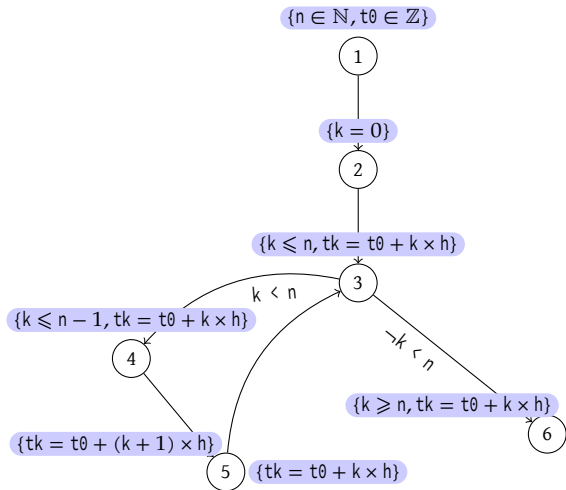 {n ∈ ℕ, t0 ∈ ℤ}
1
{k = 0}
2
{k ⩽ n, tk = t0 + k × h}
3
k < n
{k ⩽ n − 1, tk = t0 + k × h}
4
¬k < n
{k ⩾ n, tk = t0 + k × h}
6
{tk = t0 + (k + 1) × h}
5
{tk = t0 + k × h}